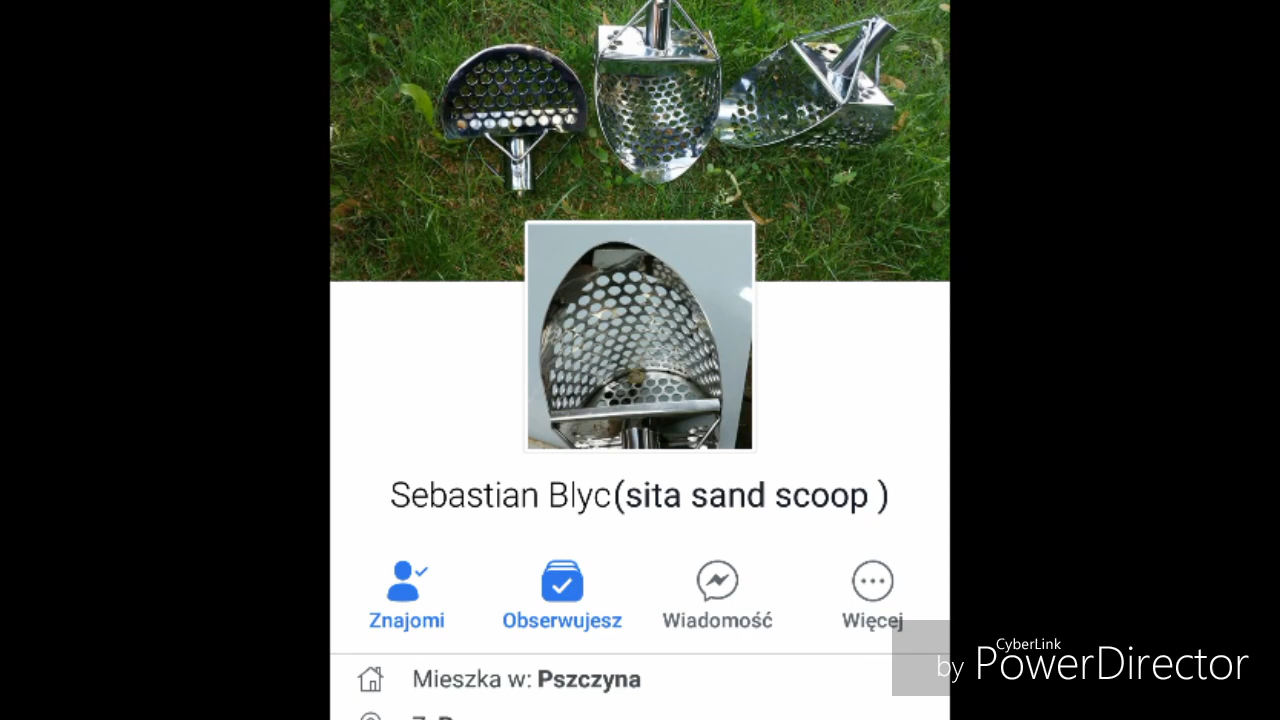 Sebastian Blyc(sita sand scoop )
Znajomi Obserwujesz Wiadomość Więcej
Mieszka w: Pszczyna
CyberLink
by PowerDirector